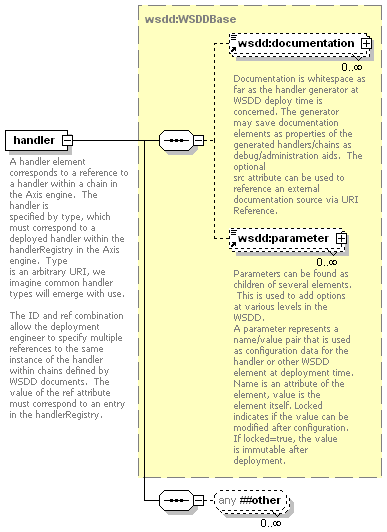 wsdd:WSDDBase
wsdd:documentation
0..∞
Documentation is whitespace as
far as the handler generator at
WSDD deploy time is
concerned. The generator
may save documentation
elements as properties of the
generated handlers/chains as
debug/administration aids.  The
optional
src attribute can be used to
reference an external
documentation source via URI
Reference.
handler
A handler element
corresponds to a reference to
a handler within a chain in
the Axis engine.  The
handler is
specified by type, which
must correspond to a
deployed handler within the
handlerRegistry in the Axis
engine.  Type
is an arbitrary URI, we
imagine common handler
types will emerge with use.
The ID and ref combination
allow the deployment
engineer to specify multiple
references to the same
instance of the handler
within chains defined by
WSDD documents.  The
value of the ref attribute
must correspond to an entry
in the handlerRegistry.
wsdd:parameter
0..∞
Parameters can be found as
children of several elements.
This is used to add options
at various levels in the
WSDD.
A parameter represents a
name/value pair that is used
as configuration data for the
handler or other WSDD
element at deployment time.
Name is an attribute of the
element, value is the
element itself. Locked
indicates if the value can be
modified after configuration.
If locked=true, the value
is immutable after
deployment.
any ##other
0..∞